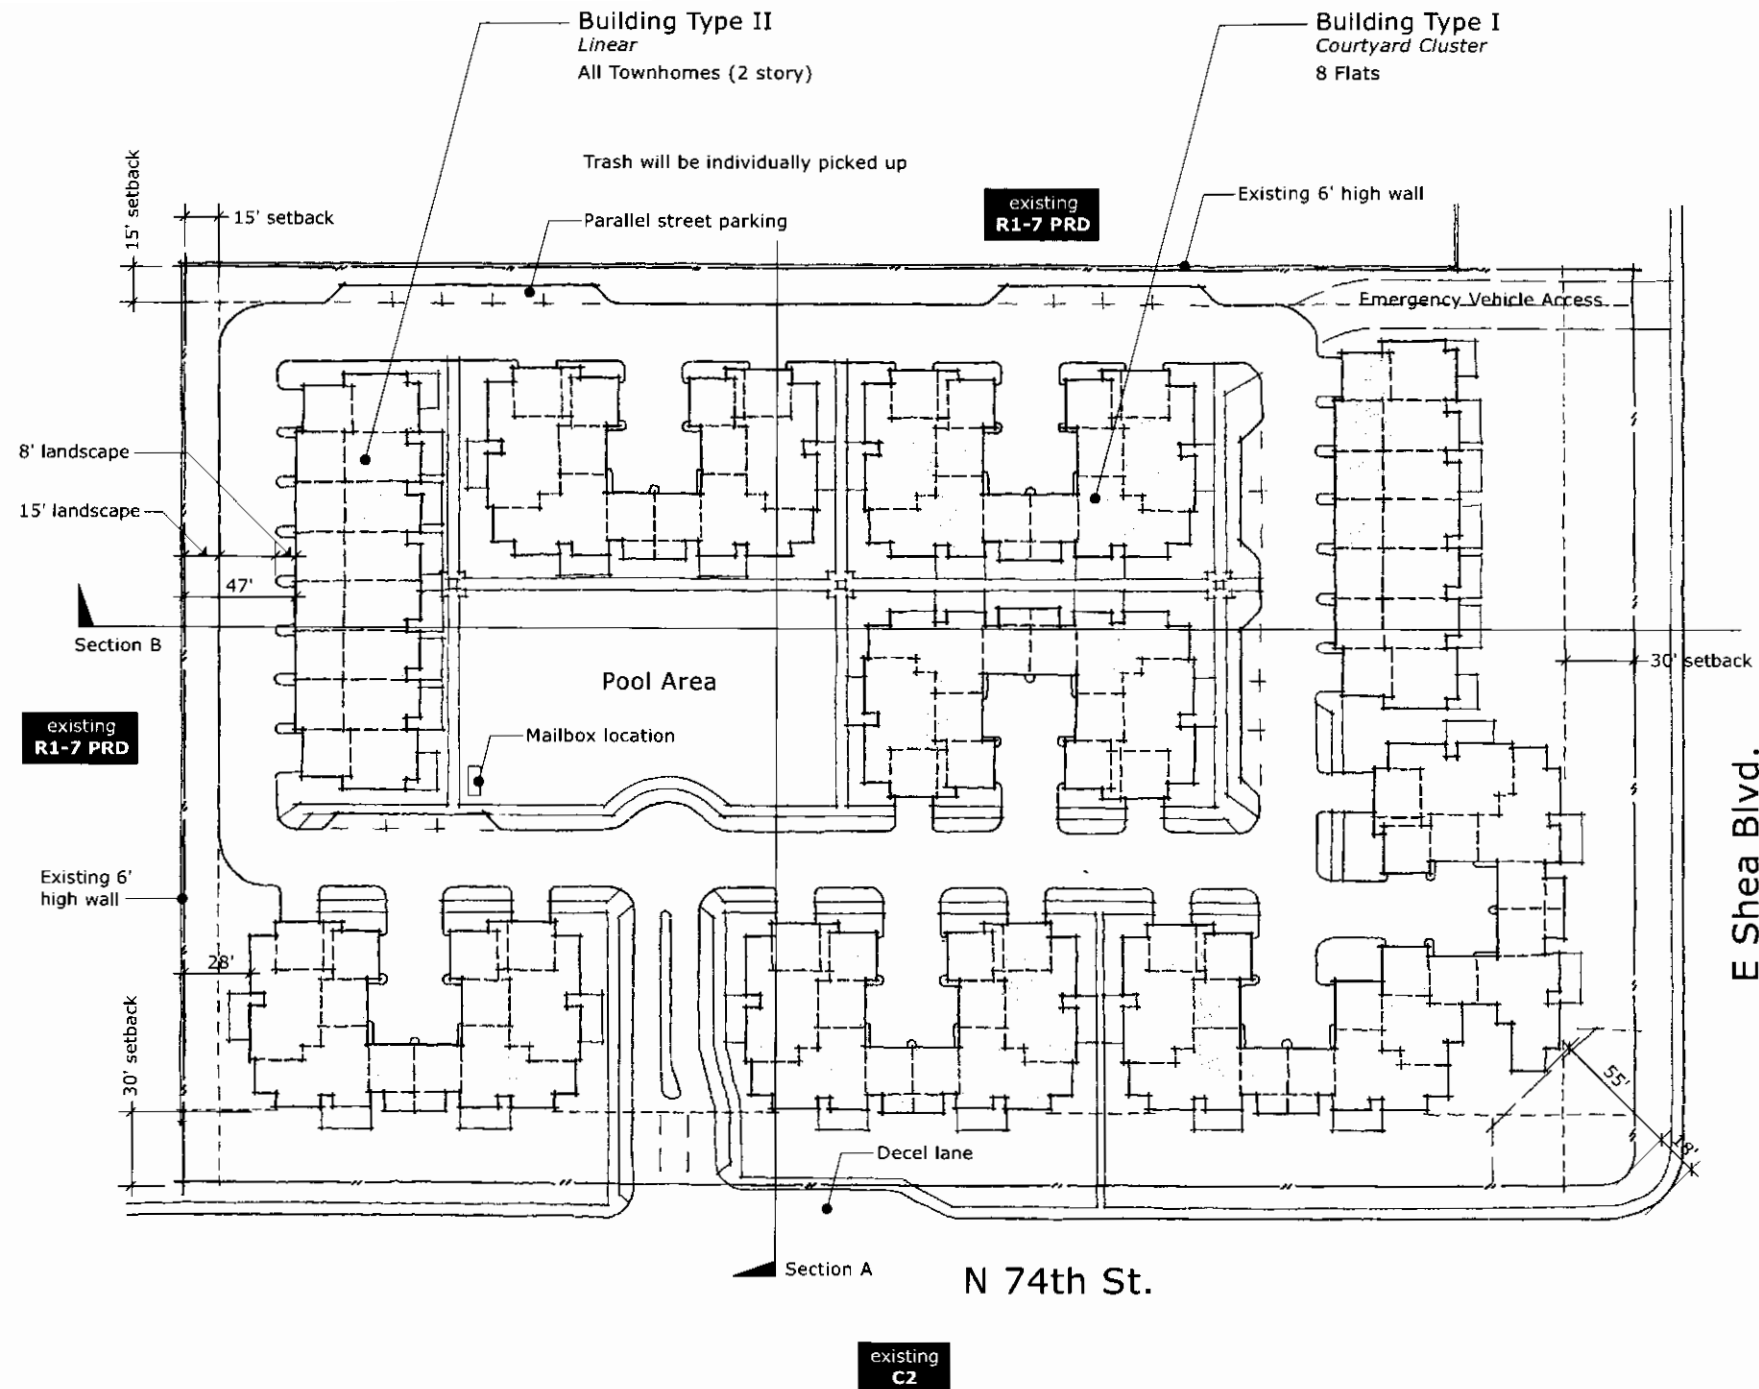 Building Type II
Linear
All Townhomes (2 story)
Building Type I
Courtyard Cluster
8 Flats
Trash will be individually picked up
15' setback
15' setback
Parallel street parking
existing
R1-7 PRD
Existing 6' high wall
Emergency Vehicle Access
8' landscape
15' landscape
47'
Section B
30' setback
Pool Area
existing
R1-7 PRD
Mailbox location
E Shea Blvd.
Existing 6'
high wall
28'
30' setback
55'
18'
Decel lane
Section A
N 74th St.
existing
C2